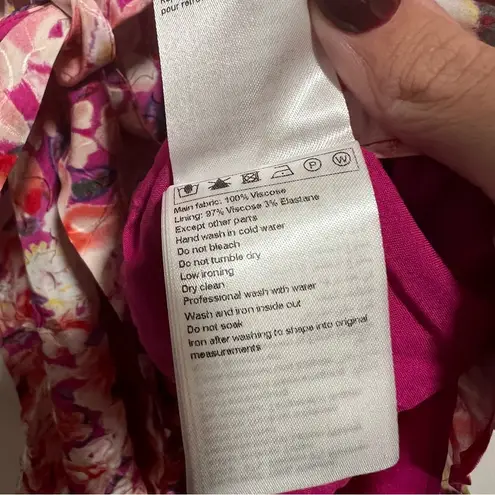 pour retro
P W
Main fabric: 100% Viscose
Lining: 97% Viscose 3% Elastane
Except other parts
Hand wash in cold water
Do not bleach
Do not tumble dry
Low ironing
Dry clean
Professional wash with water
Wash and iron inside out
Do not soak
Iron after washing to shape into original
measurements